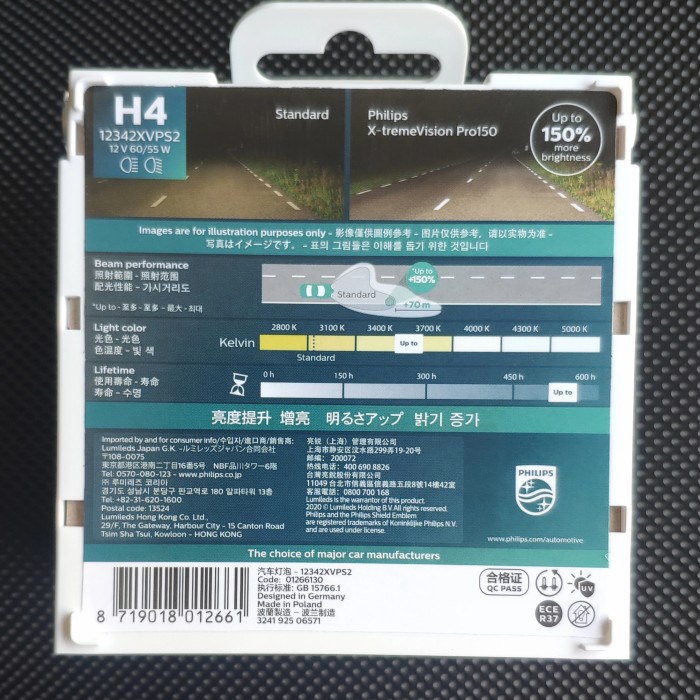 H4
12342XVPS2
12 V 60/55 W
Standard
Philips
X-tremeVision Pro150
Up to
150%
more
brightness
Images are for illustration purposes only - 影像僅供圖例參考 - 图片仅供参考，请以实物为准 -
写真はイメージです。 - 표의 그림들은 이해를 돕기 위한 것입니다
Beam performance
照射範圍 - 照射范围
配光性能 - 가시거리도
*Up to - 至多 - 至多 - 最大 - 최대
Standard
*Up to
+150%
+70 m
Light color
光色 - 光色
色温度 - 빛 색
Kelvin
2800 K 3100 K 3400 K 3700 K 4000 K 4300 K 5000 K
Up to
Standard
Lifetime
使用壽命 - 寿命
寿命 - 수명
0 h 150 h 300 h 450 h 600 h
Up to
亮度提升 增亮 明るさアップ 밝기 증가
Imported by and for consumer info/수입자/進口商/銷售商:
Lumileds Japan G.K. -ルミレッズジャパン合同会社
〒108-0075
東京都港区港南二丁目16番5号 NBF品川タワー6階
Tel: 0570-080-123 - www.philips.co.jp
㈜ 루미레즈 코리아
경기도 성남시 분당구 판교역로 180 알파타워 13층
Tel: +82-31-620-1600
Postal code: 13524
Lumileds Hong Kong Co. Ltd.,
29/F, The Gateway, Harbour City - 15 Canton Road
Tsim Sha Tsui, Kowloon - HONG KONG
亮锐（上海）管理有限公司
上海市静安区汶水路299弄19-20号
邮编： 200072
热线电话： 400 690 8826
台灣亮銳股份有限公司
11049 台北市信義區信義路五段8號14樓42室
客服電話：0800 700 168
Lumileds is the warrantor of this product.
2020 © Lumileds Holding B.V. All rights reserved.
Philips and the Philips Shield Emblem
are registered trademarks of Koninklijke Philips N.V.
and are used under license.
PHILIPS
www.philips.com/automotive
The choice of major car manufacturers
8 719018 012661
汽车灯泡 - 12342XVPS2
Code: 01266130
执行标准: GB 15766.1
Designed in Germany
Made in Poland
波蘭製造 - 波兰制造
3241 925 06571
合格证
QC PASS
UV
ECE
R37